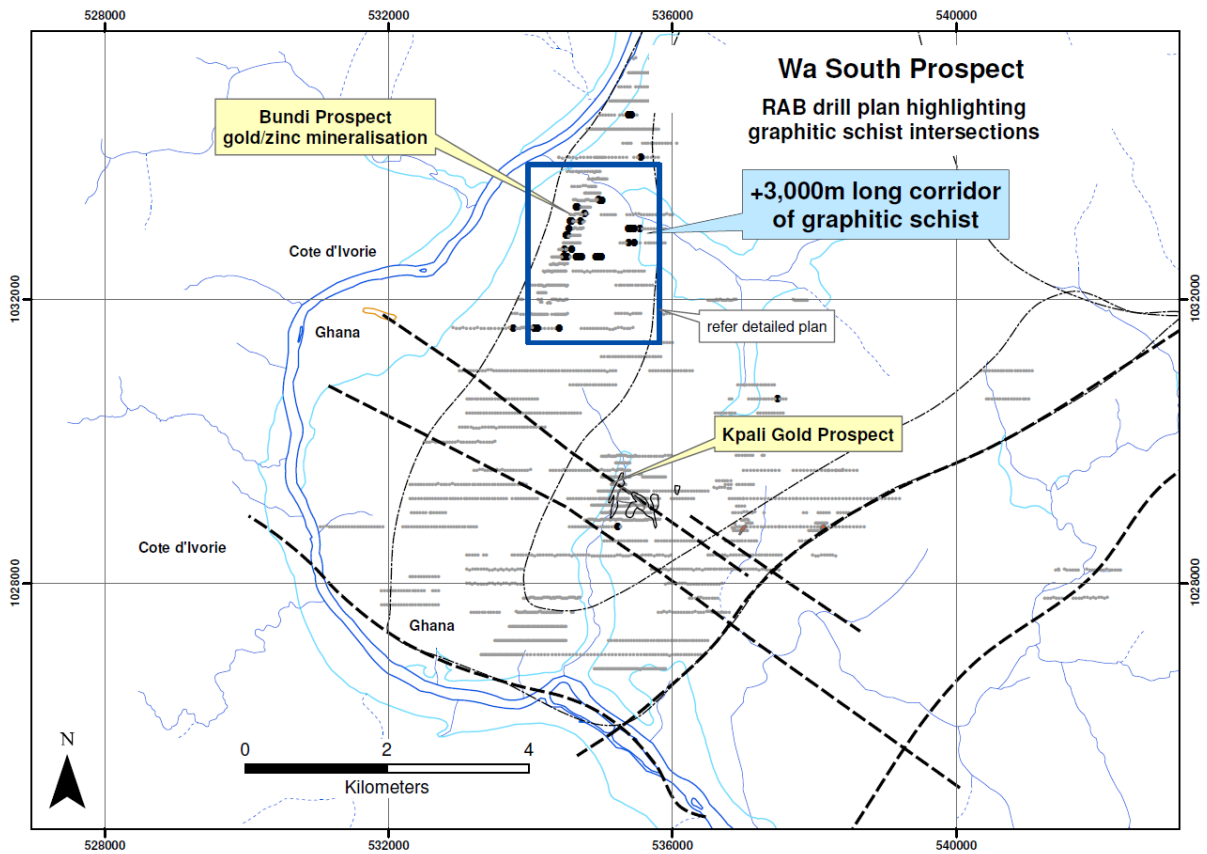 528000
532000
536000
540000
Wa South Prospect
RAB drill plan highlighting
graphitic schist intersections
Bundi Prospect
gold/zinc mineralisation
+3,000m long corridor
of graphitic schist
Cote d'Ivorie
1032000
1032000
Ghana
refer detailed plan
Kpali Gold Prospect
Cote d'Ivorie
1028000
1028000
Ghana
N
0
2
4
Kilometers
528000
532000
536000
540000